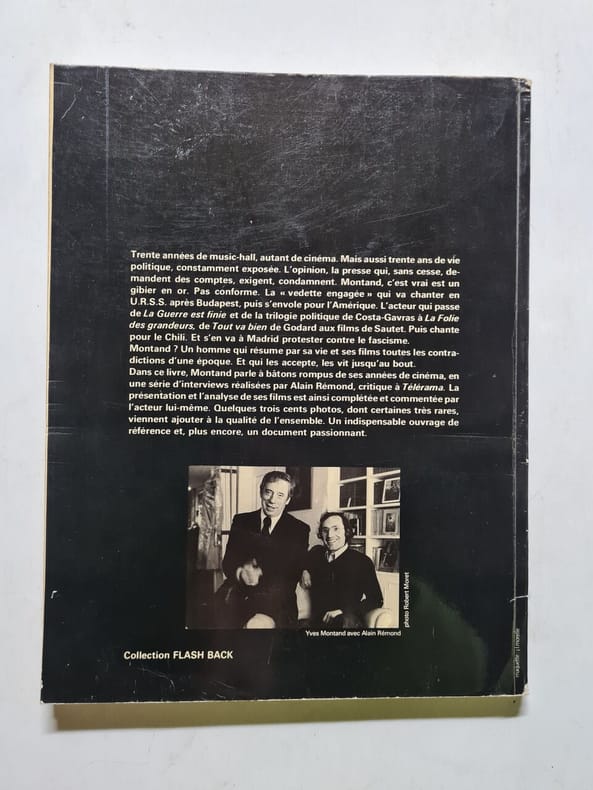 Trente années de music-hall, autant de cinéma. Mais aussi trente ans de vie
politique, constamment exposée. L'opinion, la presse qui, sans cesse, de-
mandent des comptes, exigent, condamnent. Montand, c'est vrai est un
gibier en or. Pas conforme. La « vedette engagée » qui va chanter en
U.R.S.S. après Budapest, puis s'envole pour l'Amérique. L'acteur qui passe
de La Guerre est finie et de la trilogie politique de Costa-Gavras à La Folie
des grandeurs, de Tout va bien de Godard aux films de Sautet. Puis chante
pour le Chili. Et s'en va à Madrid protester contre le fascisme.
Montand ? Un homme qui résume par sa vie et ses films toutes les contra-
dictions d'une époque. Et qui les accepte, les vit jusqu'au bout.
Dans ce livre, Montand parle à bâtons rompus de ses années de cinéma, en
une série d'interviews réalisées par Alain Rémond, critique à Télérama. La
présentation et l'analyse de ses films est ainsi complétée et commentée par
l'acteur lui-même. Quelques trois cents photos, dont certaines très rares,
viennent ajouter à la qualité de l'ensemble. Un indispensable ouvrage de
référence et, plus encore, un document passionnant.
photo Robert Moret
Yves Montand avec Alain Rémond
Collection FLASH BACK
maquette